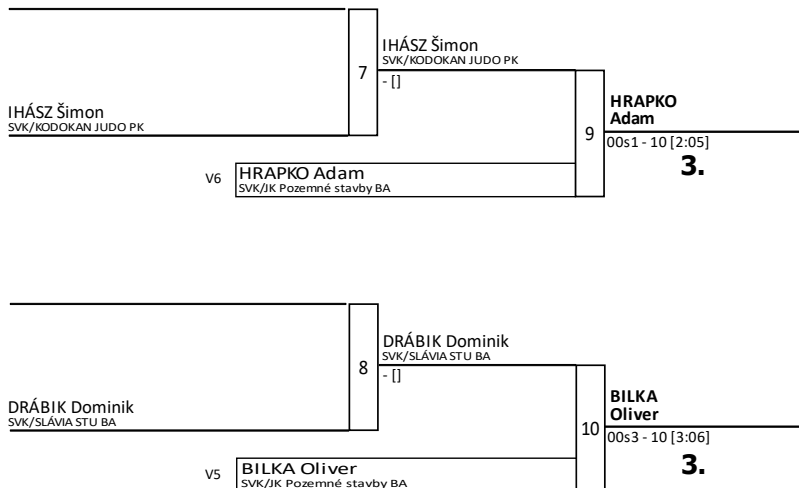 IHÁSZ Šimon
SVK/KODOKAN JUDO PK
7
IHÁSZ Šimon
SVK/KODOKAN JUDO PK
- []
V6
HRAPKO Adam
SVK/JK Pozemné stavby BA
9
HRAPKO
Adam
00s1 - 10 [2:05]
3.
DRÁBIK Dominik
SVK/SLÁVIA STU BA
8
DRÁBIK Dominik
SVK/SLÁVIA STU BA
- []
V5
BILKA Oliver
SVK/JK Pozemné stavby BA
10
BILKA
Oliver
00s3 - 10 [3:06]
3.